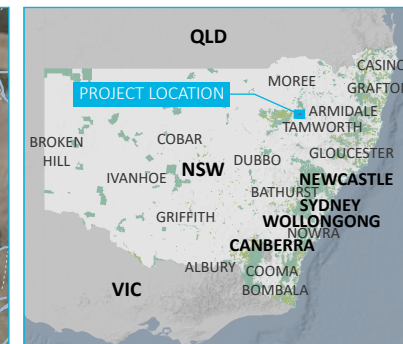 QLD
CASINO
MOREE
GRAFTON
PROJECT LOCATION
ARMIDALE
TAMWORTH
COBAR
BROKEN
HILL
GLOUCESTER
DUBBO
NSW
NEWCASTLE
IVANHOE
BATHURST
SYDNEY
GRIFFITH
WOLLONGONG
NOWRA
CANBERRA
ALBURY
COOMA
VIC
BOMBALA